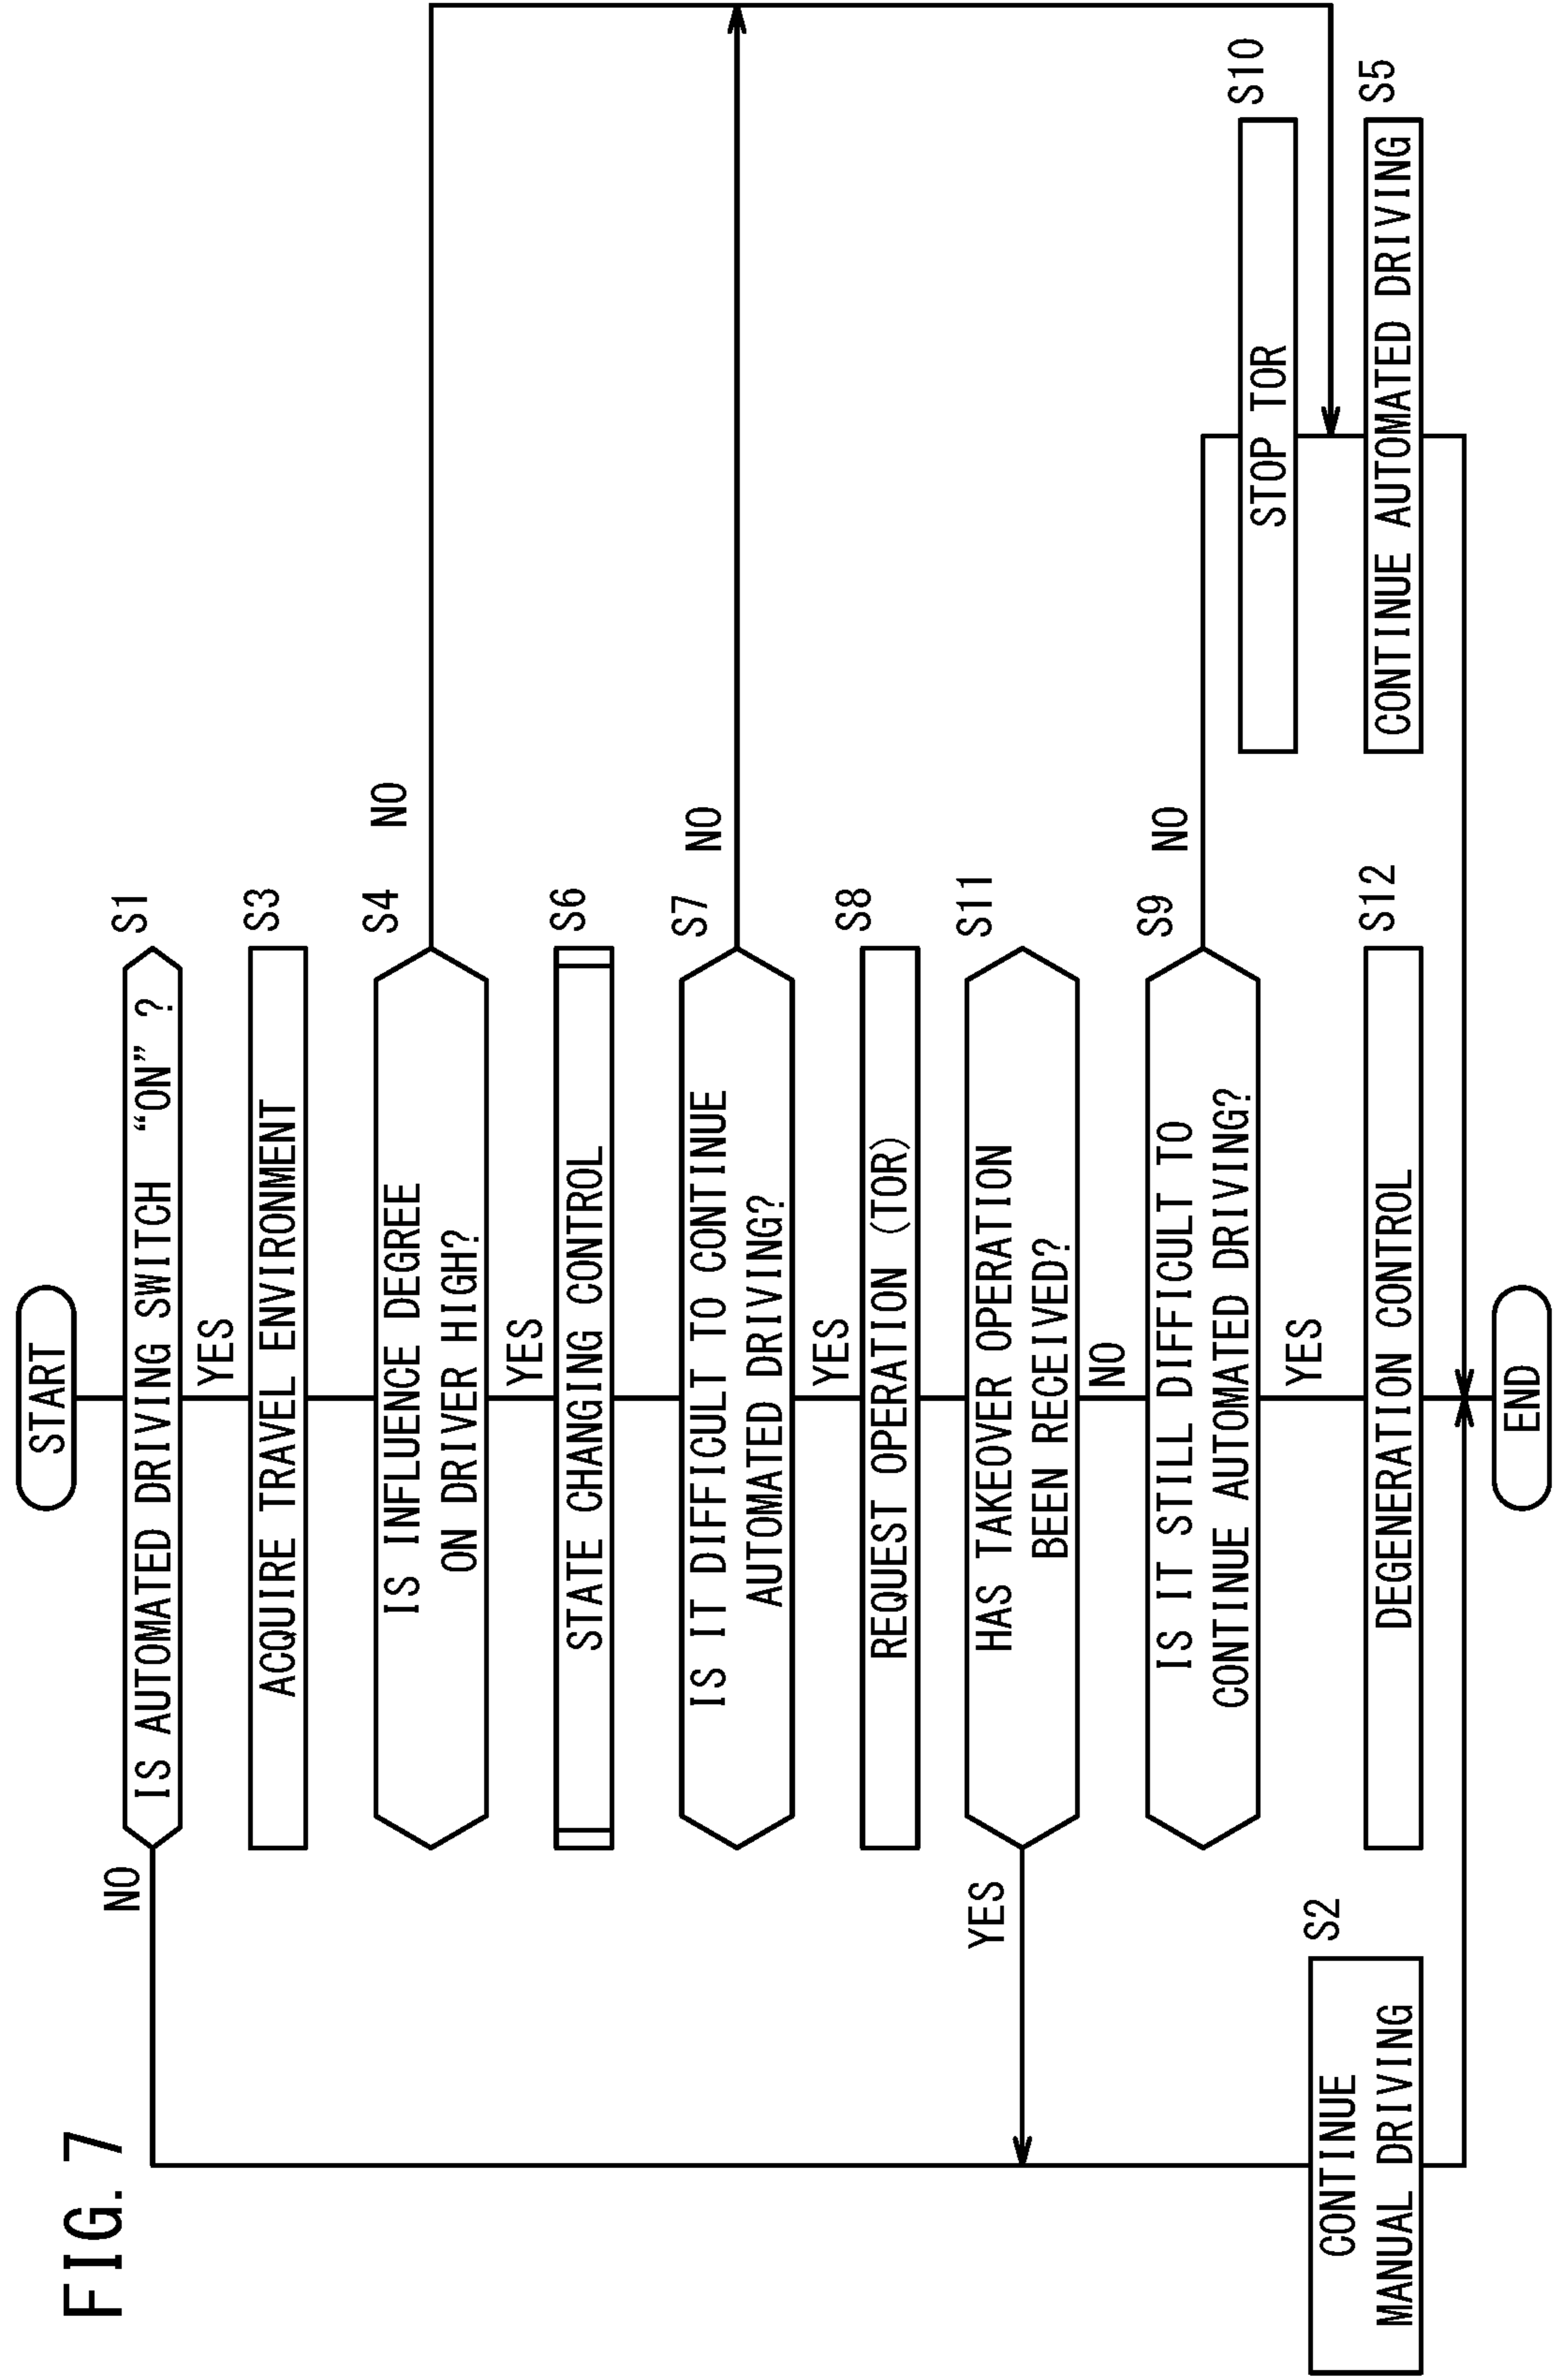 FIG. 7
START
S1
IS AUTOMATED DRIVING SWITCH “ON” ?
NO
YES
S3
ACQUIRE TRAVEL ENVIRONMENT
S4
IS INFLUENCE DEGREE
ON DRIVER HIGH?
NO
YES
S6
STATE CHANGING CONTROL
S7
IS IT DIFFICULT TO CONTINUE
AUTOMATED DRIVING?
NO
YES
S8
REQUEST OPERATION (TOR)
S11
HAS TAKEOVER OPERATION
BEEN RECEIVED?
YES
NO
S9
IS IT STILL DIFFICULT TO
CONTINUE AUTOMATED DRIVING?
NO
YES
S10
STOP TOR
S2
CONTINUE
MANUAL DRIVING
S12
DEGENERATION CONTROL
S5
CONTINUE AUTOMATED DRIVING
END